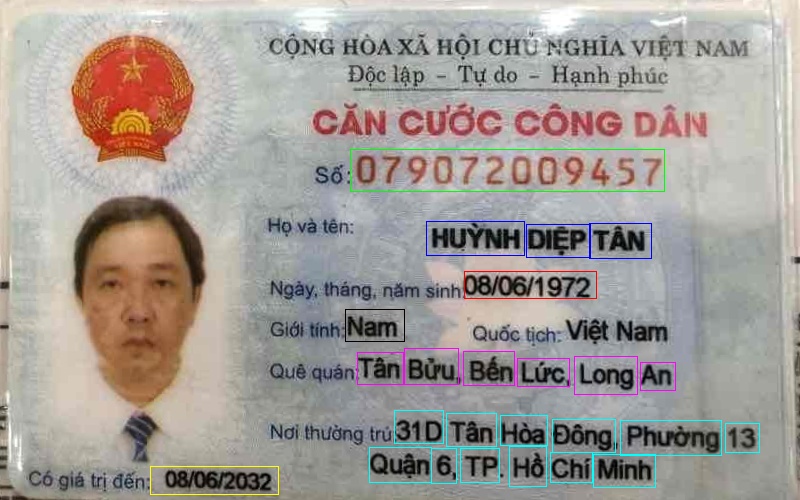 CỘNG HÒA XÃ HỘI CHỦ NGHĨA VIỆT NAM
Độc lập - Tự do - Hạnh phúc
CĂN CƯỚC CÔNG DÂN
VIỆT NAM
Số: 079072009457
Họ và tên: HUỲNH DIỆP TÂN
Ngày, tháng, năm sinh: 08/06/1972
Giới tính: Nam Quốc tịch: Việt Nam
Quê quán: Tân Bửu, Bến Lức, Long An
Nơi thường trú: 31D Tân Hòa Đông, Phường 13
Quận 6, TP. Hồ Chí Minh
Có giá trị đến: 08/06/2032